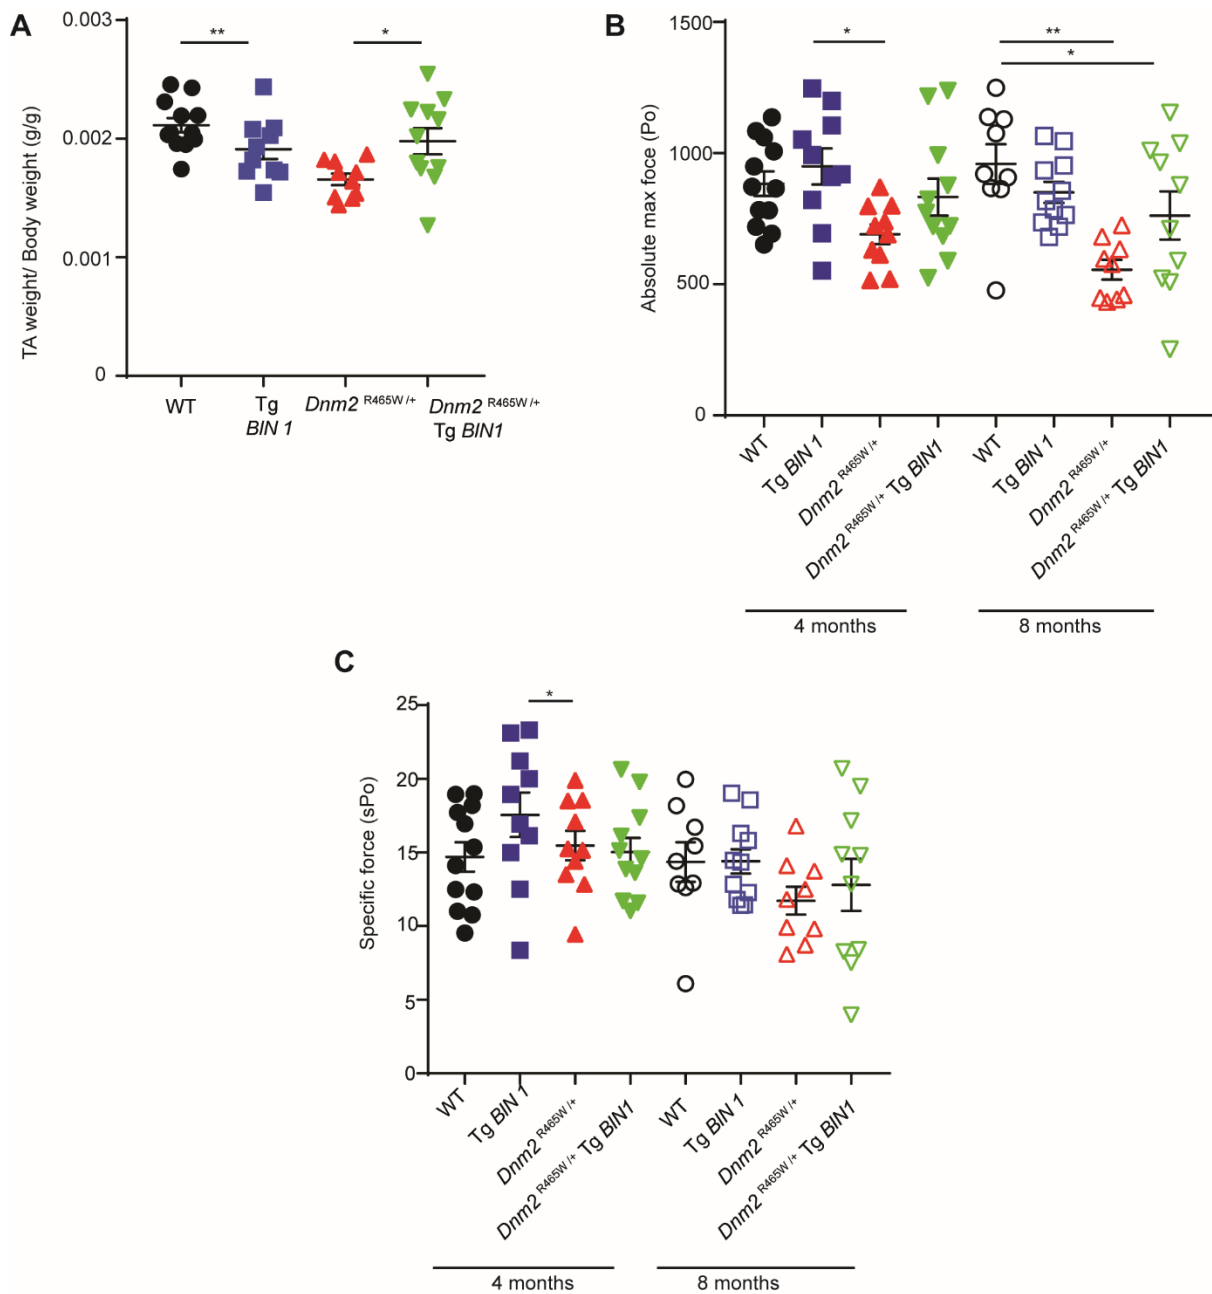 A
TA weight/ Body weight (g/g)
0.003
0.002
0.001
0
** *
WT
Tg
BIN 1
Dnm2 R465W /+
Dnm2 R465W /+
Tg BIN1
B
Absolute max foce (Po)
1500
1000
500
0
* **
*
WT
Tg BIN 1
Dnm2 R465W /+
Dnm2 R465W /+ Tg BIN1
WT
Tg BIN 1
Dnm2 R465W /+
Dnm2 R465W /+ Tg BIN1
4 months
8 months
C
Specific force (sPo)
25
20
15
10
5
0
*
WT
Tg BIN 1
Dnm2 R465W /+
Dnm2 R465W /+ Tg BIN1
WT
Tg BIN 1
Dnm2 R465W /+
Dnm2 R465W /+ Tg BIN1
4 months
8 months